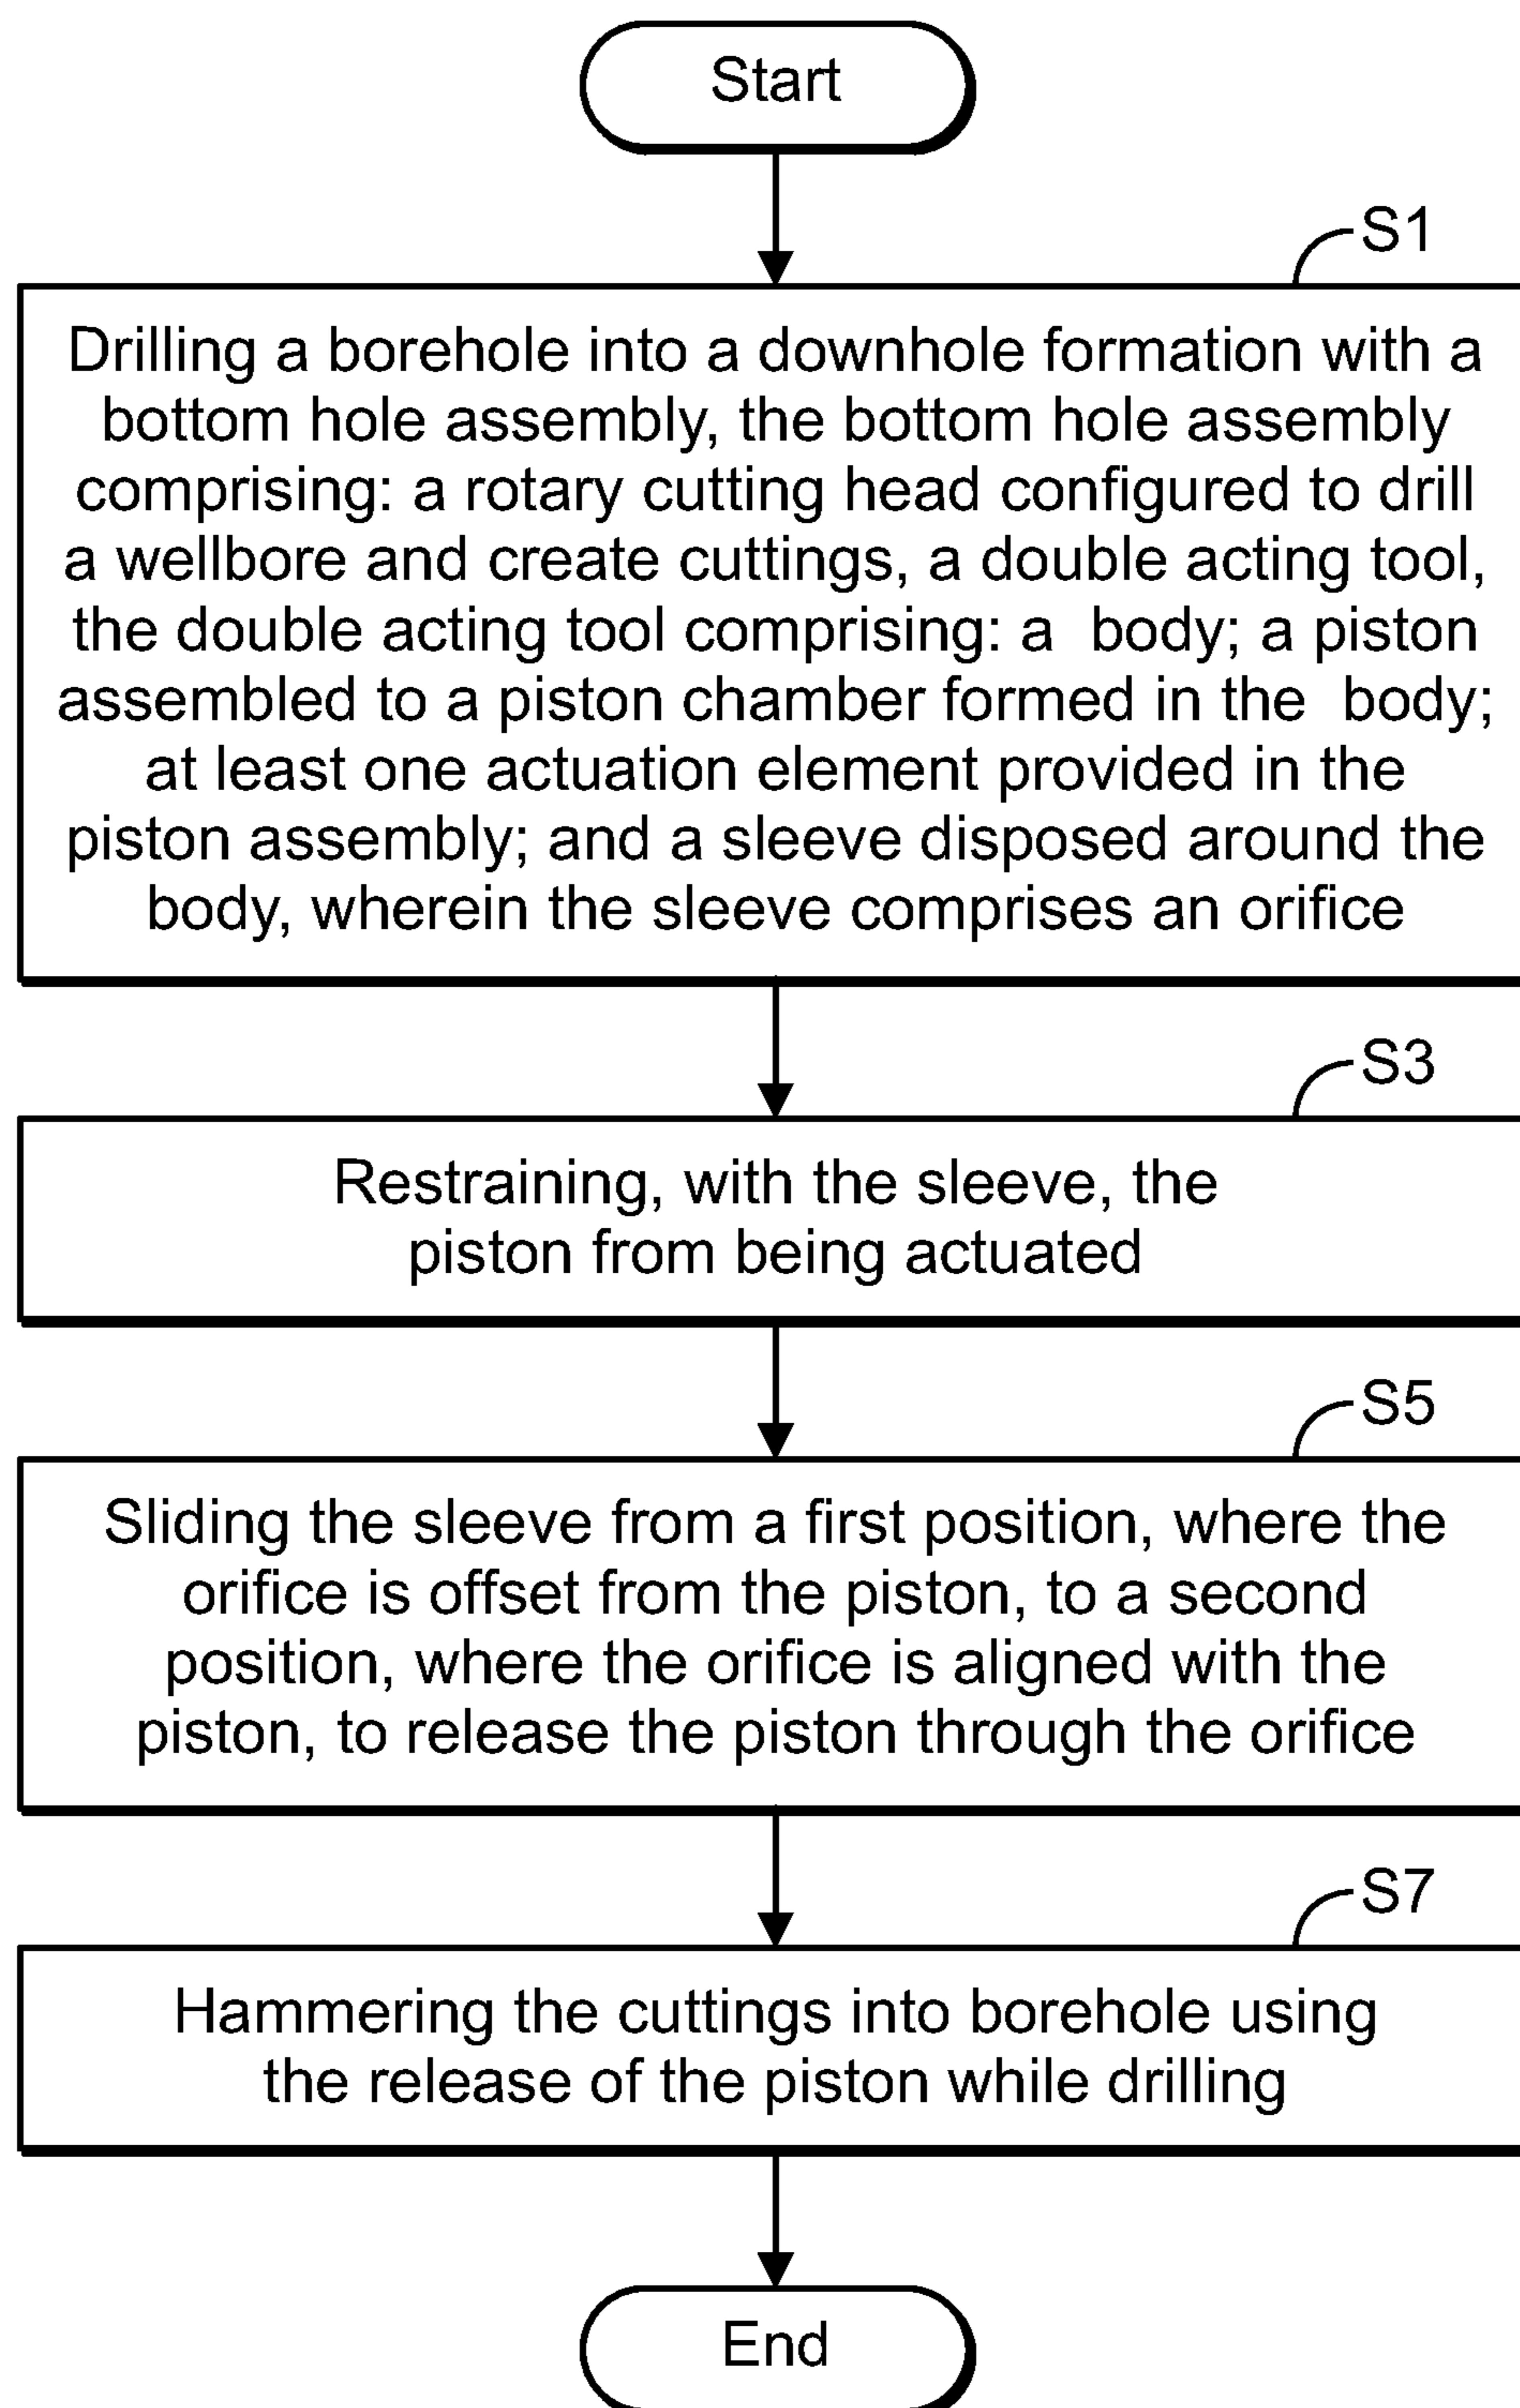 Start
S1
Drilling a borehole into a downhole formation with a
bottom hole assembly, the bottom hole assembly
comprising: a rotary cutting head configured to drill
a wellbore and create cuttings, a double acting tool,
the double acting tool comprising: a body; a piston
assembled to a piston chamber formed in the body;
at least one actuation element provided in the
piston assembly; and a sleeve disposed around the
body, wherein the sleeve comprises an orifice
S3
Restraining, with the sleeve, the
piston from being actuated
S5
Sliding the sleeve from a first position, where the
orifice is offset from the piston, to a second
position, where the orifice is aligned with the
piston, to release the piston through the orifice
S7
Hammering the cuttings into borehole using
the release of the piston while drilling
End